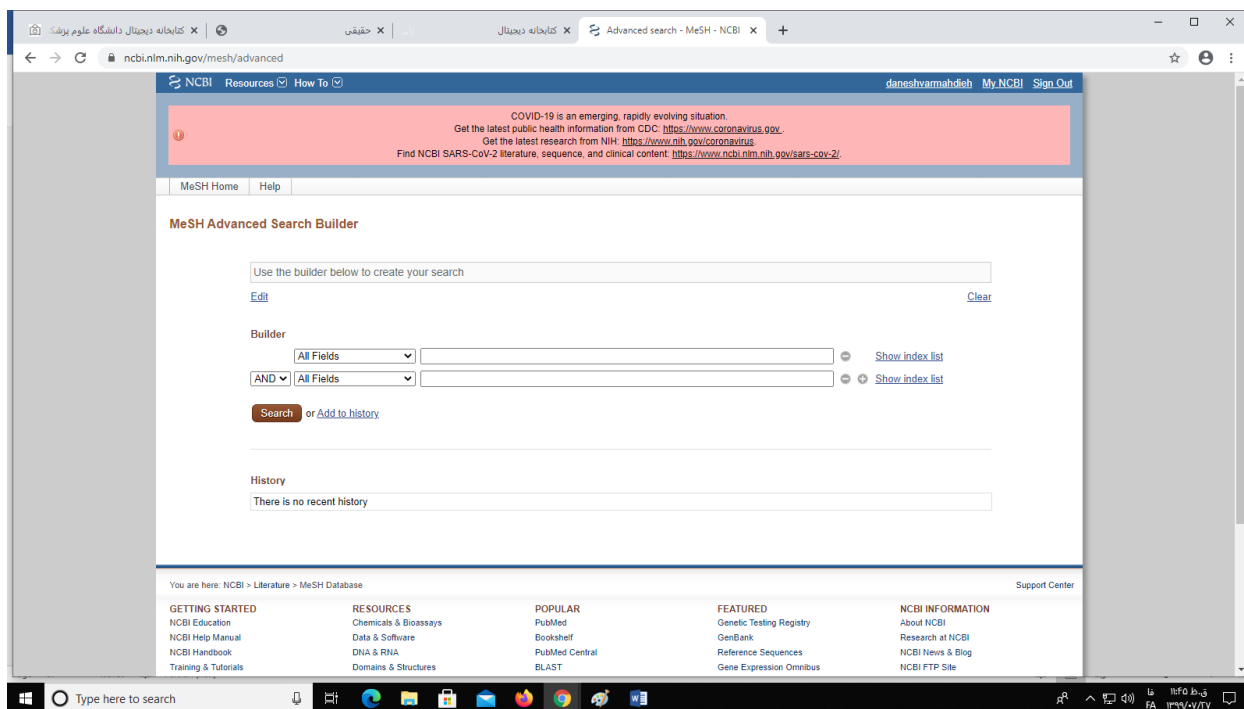 کتابخانه دیجیتال دانشگاه علوم پزشک
حقیقی
کتابخانه دیجیتال
Advanced search - MeSH - NCBI
ncbi.nlm.nih.gov/mesh/advanced
NCBI Resources How To
daneshvarmahdieh My NCBI Sign Out
COVID-19 is an emerging, rapidly evolving situation.
Get the latest public health information from CDC: https://www.coronavirus.gov .
Get the latest research from NIH: https://www.nih.gov/coronavirus.
Find NCBI SARS-CoV-2 literature, sequence, and clinical content: https://www.ncbi.nlm.nih.gov/sars-cov-2/.
MeSH Home Help
MeSH Advanced Search Builder
Use the builder below to create your search
Edit Clear
Builder
All Fields Show index list
AND All Fields Show index list
Search or Add to history
History
There is no recent history
You are here: NCBI > Literature > MeSH Database Support Center
GETTING STARTED RESOURCES POPULAR FEATURED NCBI INFORMATION
NCBI Education Chemicals & Bioassays PubMed Genetic Testing Registry About NCBI
NCBI Help Manual Data & Software Bookshelf GenBank Research at NCBI
NCBI Handbook DNA & RNA PubMed Central Reference Sequences NCBI News & Blog
Training & Tutorials Domains & Structures BLAST Gene Expression Omnibus NCBI FTP Site
Type here to search
فا
FA
ق.ظ ۱۱:۴۵
۱۳۹۹/۰۷/۲۷